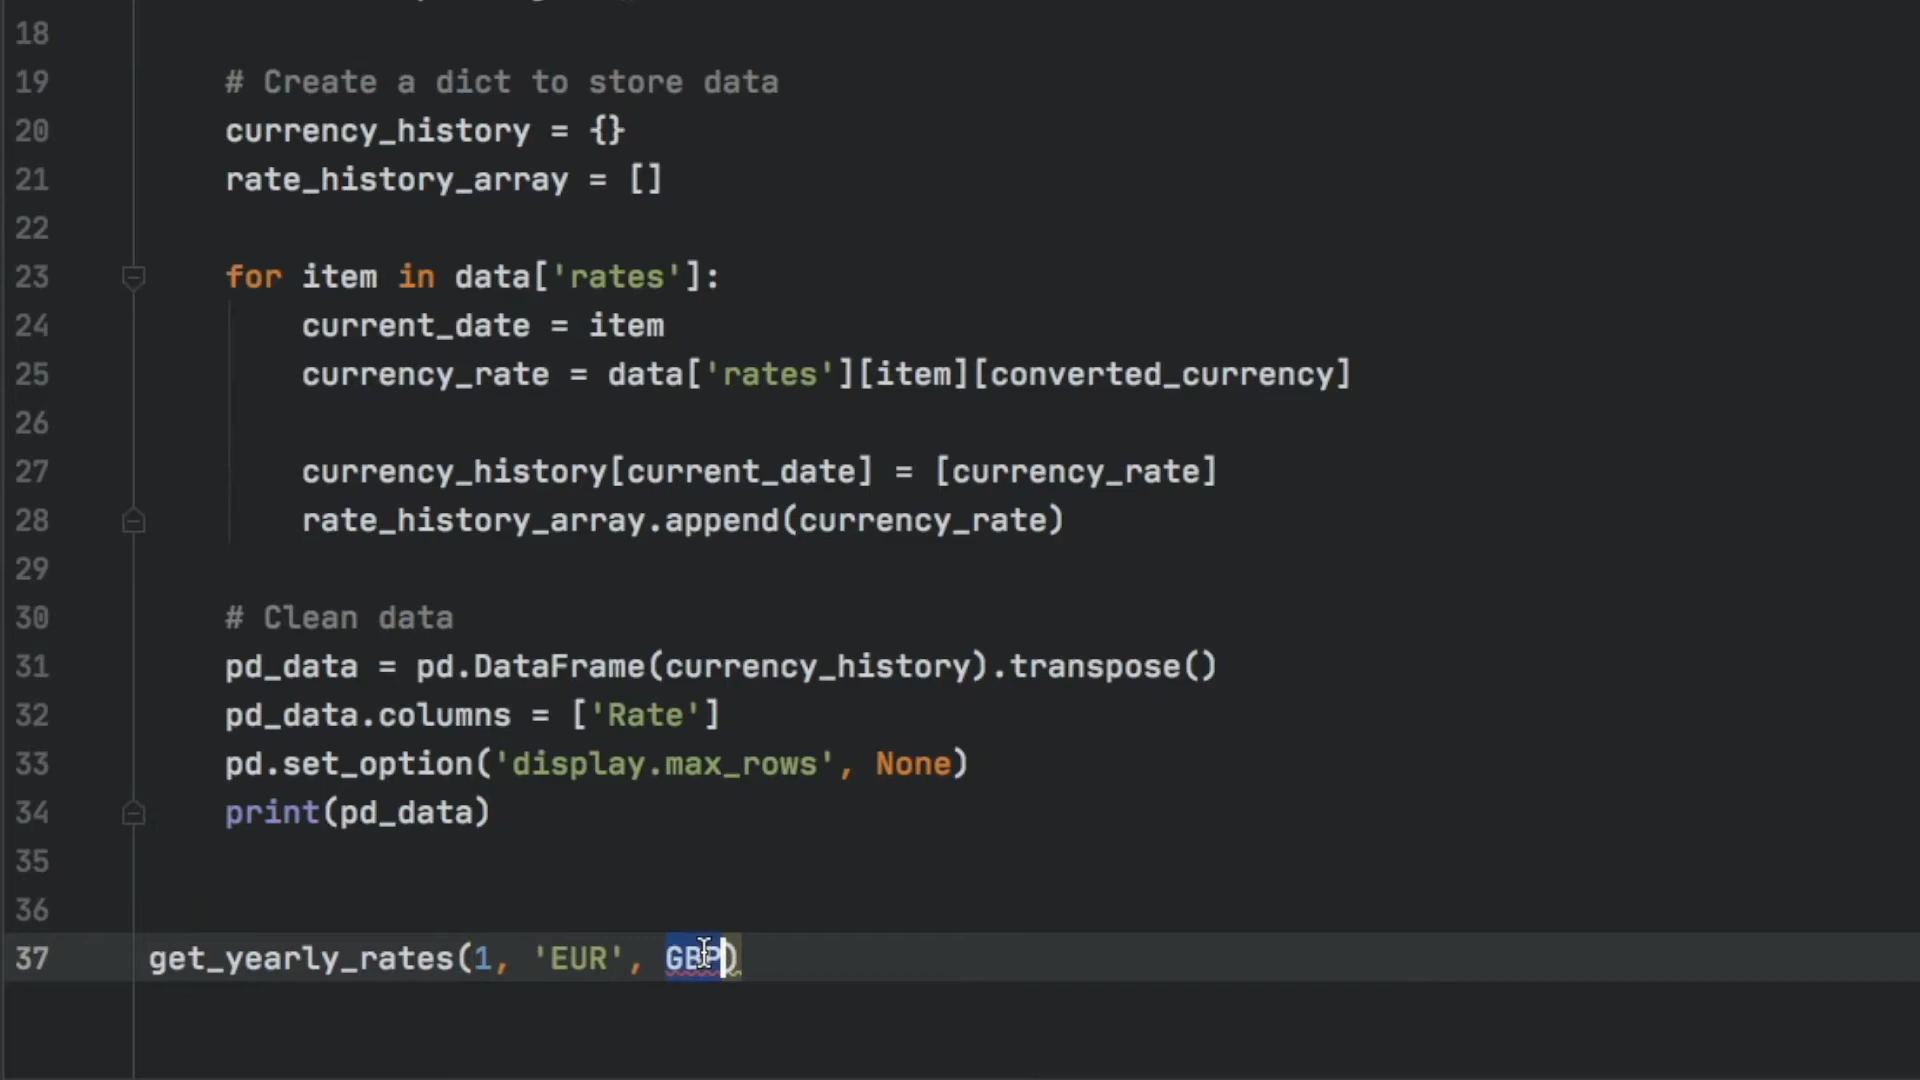 18
19 # Create a dict to store data
20 currency_history = {}
21 rate_history_array = []
22
23 for item in data['rates']:
24 current_date = item
25 currency_rate = data['rates'][item][converted_currency]
26
27 currency_history[current_date] = [currency_rate]
28 rate_history_array.append(currency_rate)
29
30 # Clean data
31 pd_data = pd.DataFrame(currency_history).transpose()
32 pd_data.columns = ['Rate']
33 pd.set_option('display.max_rows', None)
34 print(pd_data)
35
36
37 get_yearly_rates(1, 'EUR', GBP)